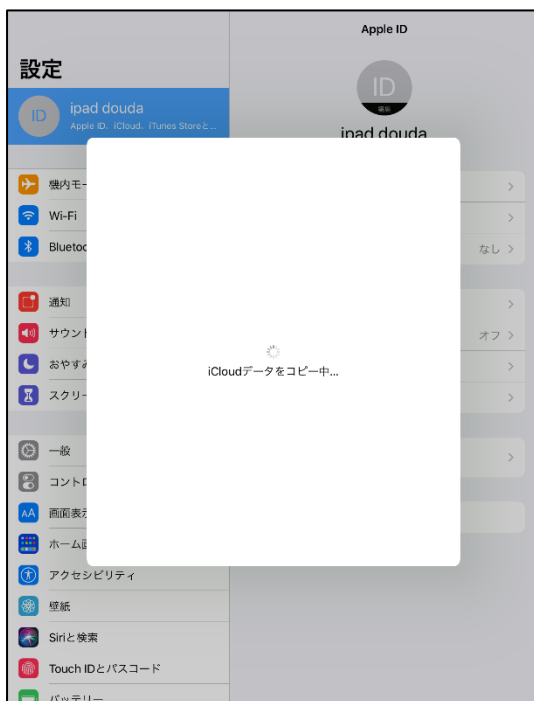 Apple ID
設定
ID
編集
ID
ipad douda
Apple ID、iCloud、iTunes Storeと...
ipad douda
機内モー
Wi-Fi
Bluetoo
なし
通知
サウント
オフ
おやすみ
スクリー
一般
コントロ
AA
画面表示
ホーム画
アクセシビリティ
壁紙
Siriと検索
Touch IDとパスコード
バッテリー
iCloudデータをコピー中...